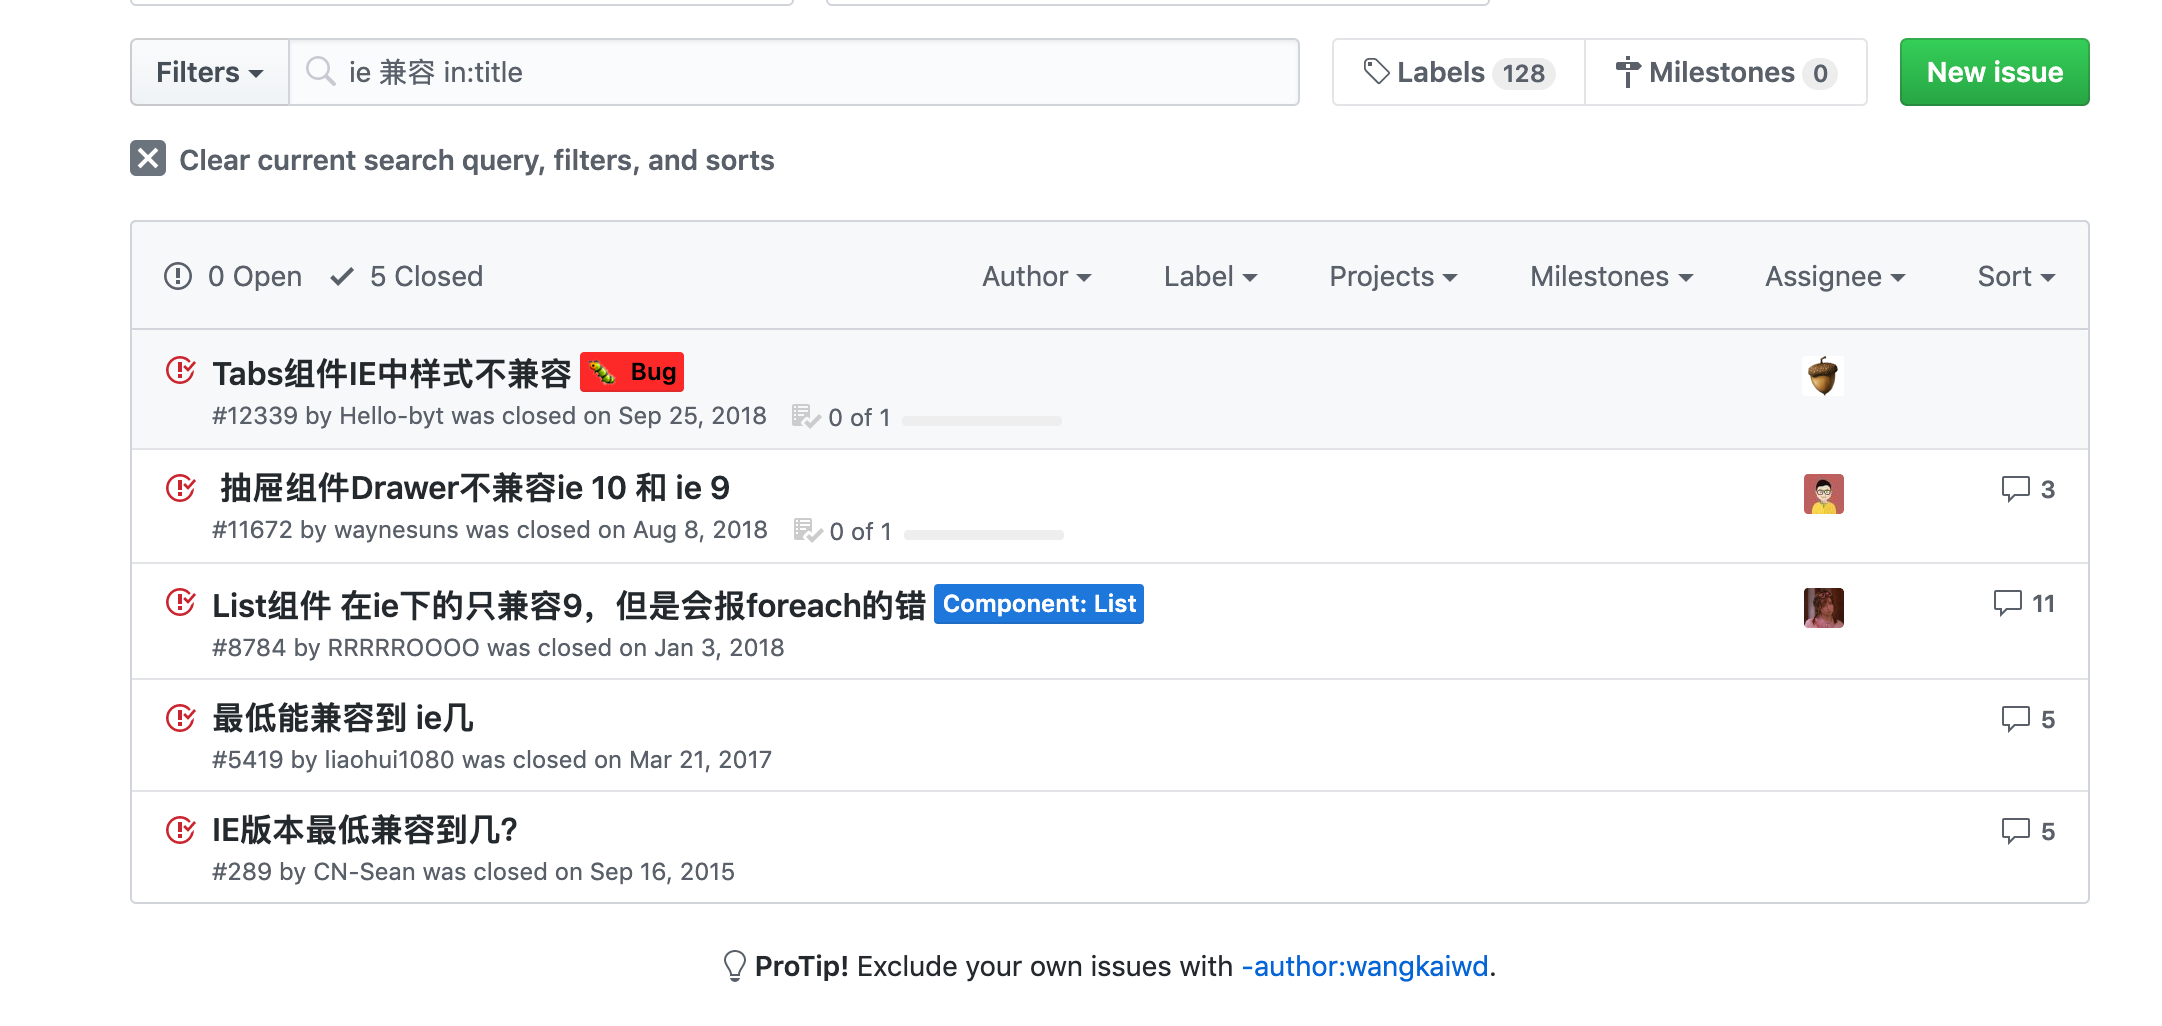 Filters ie 兼容 in:title Labels 128 Milestones 0 New issue
Clear current search query, filters, and sorts
0 Open 5 Closed Author Label Projects Milestones Assignee Sort
Tabs组件IE中样式不兼容 Bug
#12339 by Hello-byt was closed on Sep 25, 2018 0 of 1
抽屉组件Drawer不兼容ie 10 和 ie 9 3
#11672 by waynesuns was closed on Aug 8, 2018 0 of 1
List组件 在ie下的只兼容9，但是会报foreach的错 Component: List 11
#8784 by RRRRROOOO was closed on Jan 3, 2018
最低能兼容到 ie几 5
#5419 by liaohui1080 was closed on Mar 21, 2017
IE版本最低兼容到几? 5
#289 by CN-Sean was closed on Sep 16, 2015
ProTip! Exclude your own issues with -author:wangkaiwd.